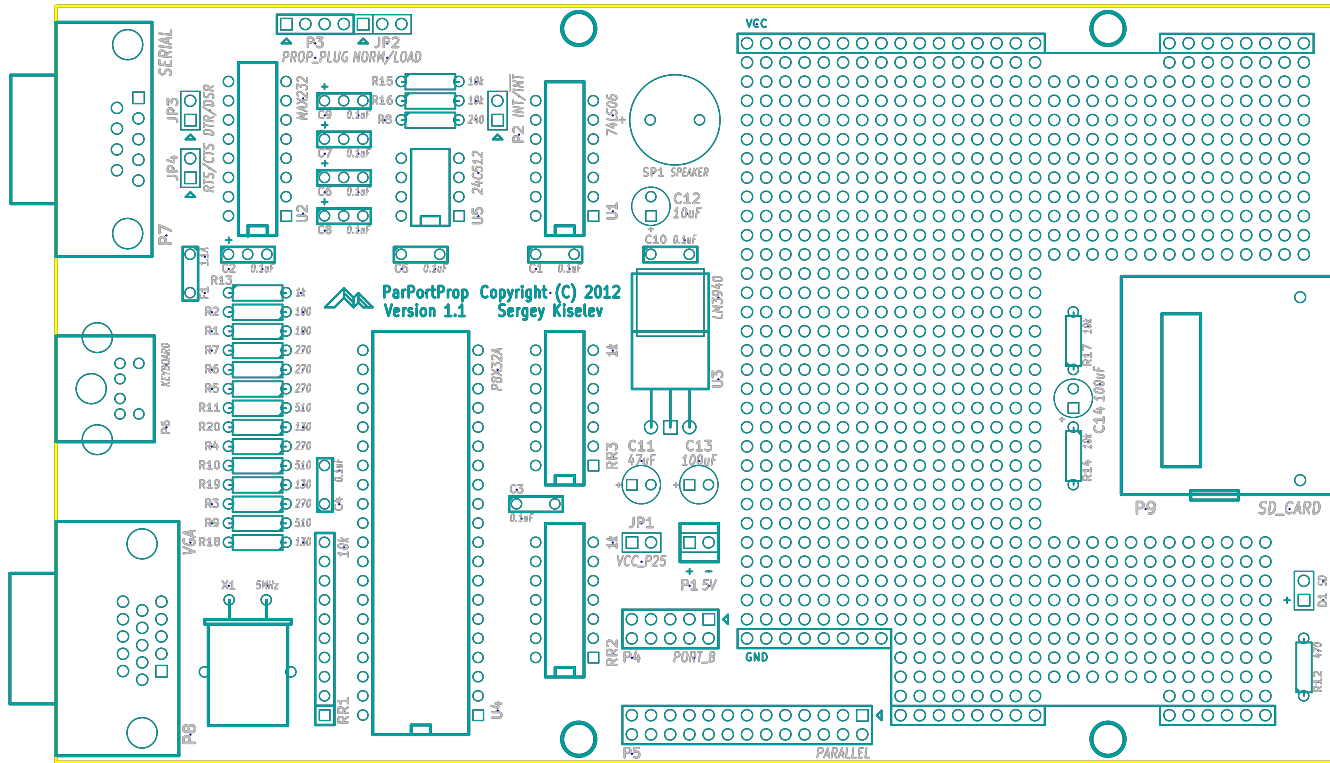 P3
JP2
PROP_PLUG NORM/LOAD
VCC
SERIAL
JP3
DTR/DSR
JP4
RTS/CTS
P7
MAX232
U2
C9
0.1uF
C7
0.1uF
C6
0.1uF
C8
0.1uF
R15
10k
R16
10k
R8
240
24C512
U5
P2
INT/INT
74LS06
U1
SP1 SPEAKER
C12
10uF
C2
0.1uF
C5
0.1uF
C1
0.1uF
C10 0.1uF
LM3940
U3
ParPortProp Copyright (C) 2012
Version 1.1 Sergey Kiselev
R13
1k
R2
100
R1
100
R7
270
R6
270
R5
270
R11
510
R20
130
R4
270
R10
510
R19
130
R3
270
R9
510
R18
130
KEYBOARD
P6
VGA
P8
X1
5MHz
0.1uF
C4
10k
RR1
P8X32A
U4
1k
RR3
C3
0.1uF
1k
RR2
C11
47uF
C13
100uF
JP1
VCC_P25
+ -
P1 5V
P4
PORT_B
P5
PARALLEL
GND
10k
R17
100uF
C14
10k
R14
P9
SD_CARD
SD
D1
470
R12